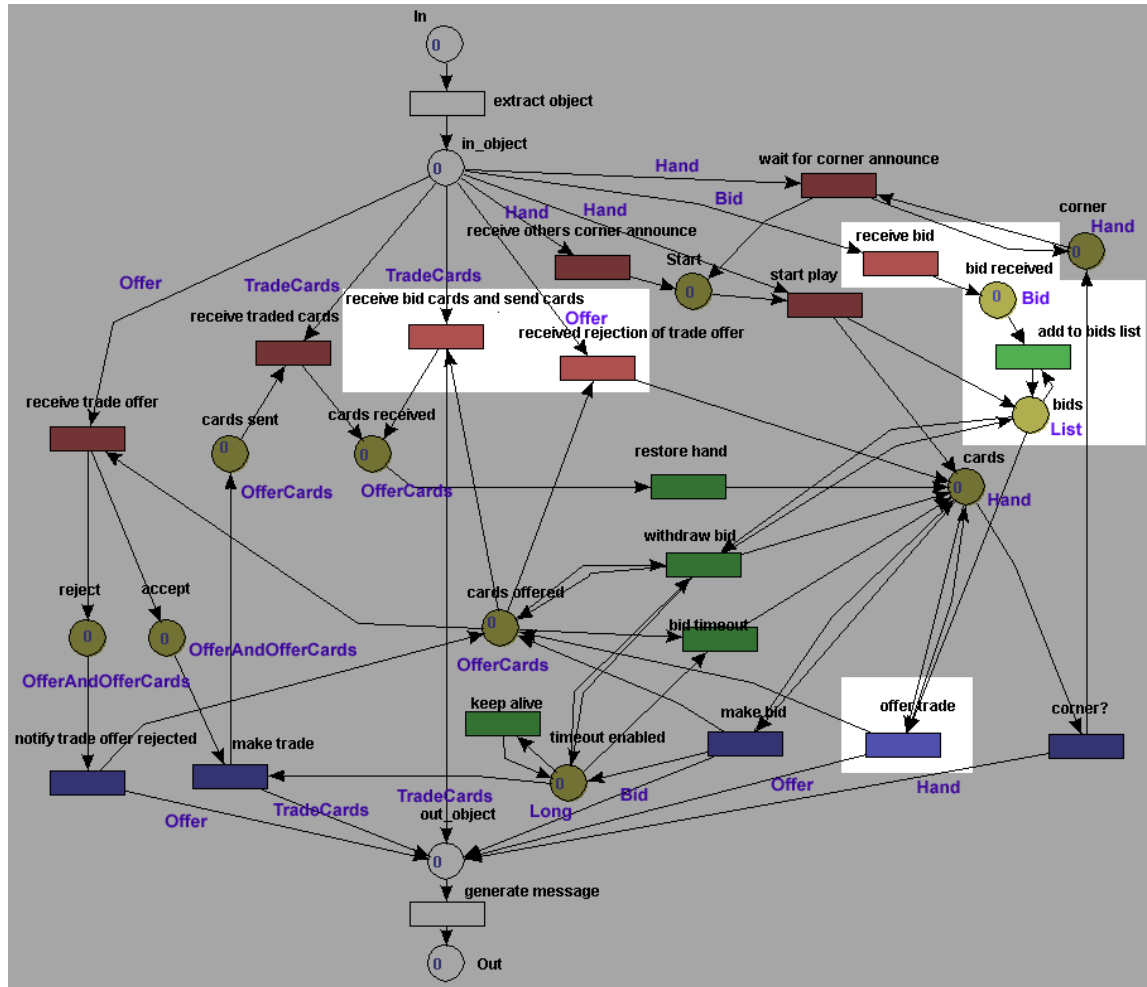 In
0
extract object
in_object
0
wait for corner announce
Hand
Bid
corner
Hand
0
Hand
Hand
receive others corner announce
receive bid
Start
0
bid received
0
Bid
start play
Offer
TradeCards
TradeCards
receive bid cards and send cards
Offer
receive traded cards
received rejection of trade offer
add to bids list
bids
List
receive trade offer
cards sent
0
OfferCards
cards received
0
OfferCards
restore hand
cards
0
Hand
withdraw bid
reject
accept
cards offered
0
0
0
OfferAndOfferCards
OfferAndOfferCards
OfferCards
bid timeout
keep alive
make bid
offer trade
corner?
notify trade offer rejected
make trade
timeout enabled
0
Offer
TradeCards
TradeCards
Long
Bid
Offer
Hand
out_object
0
generate message
0
Out